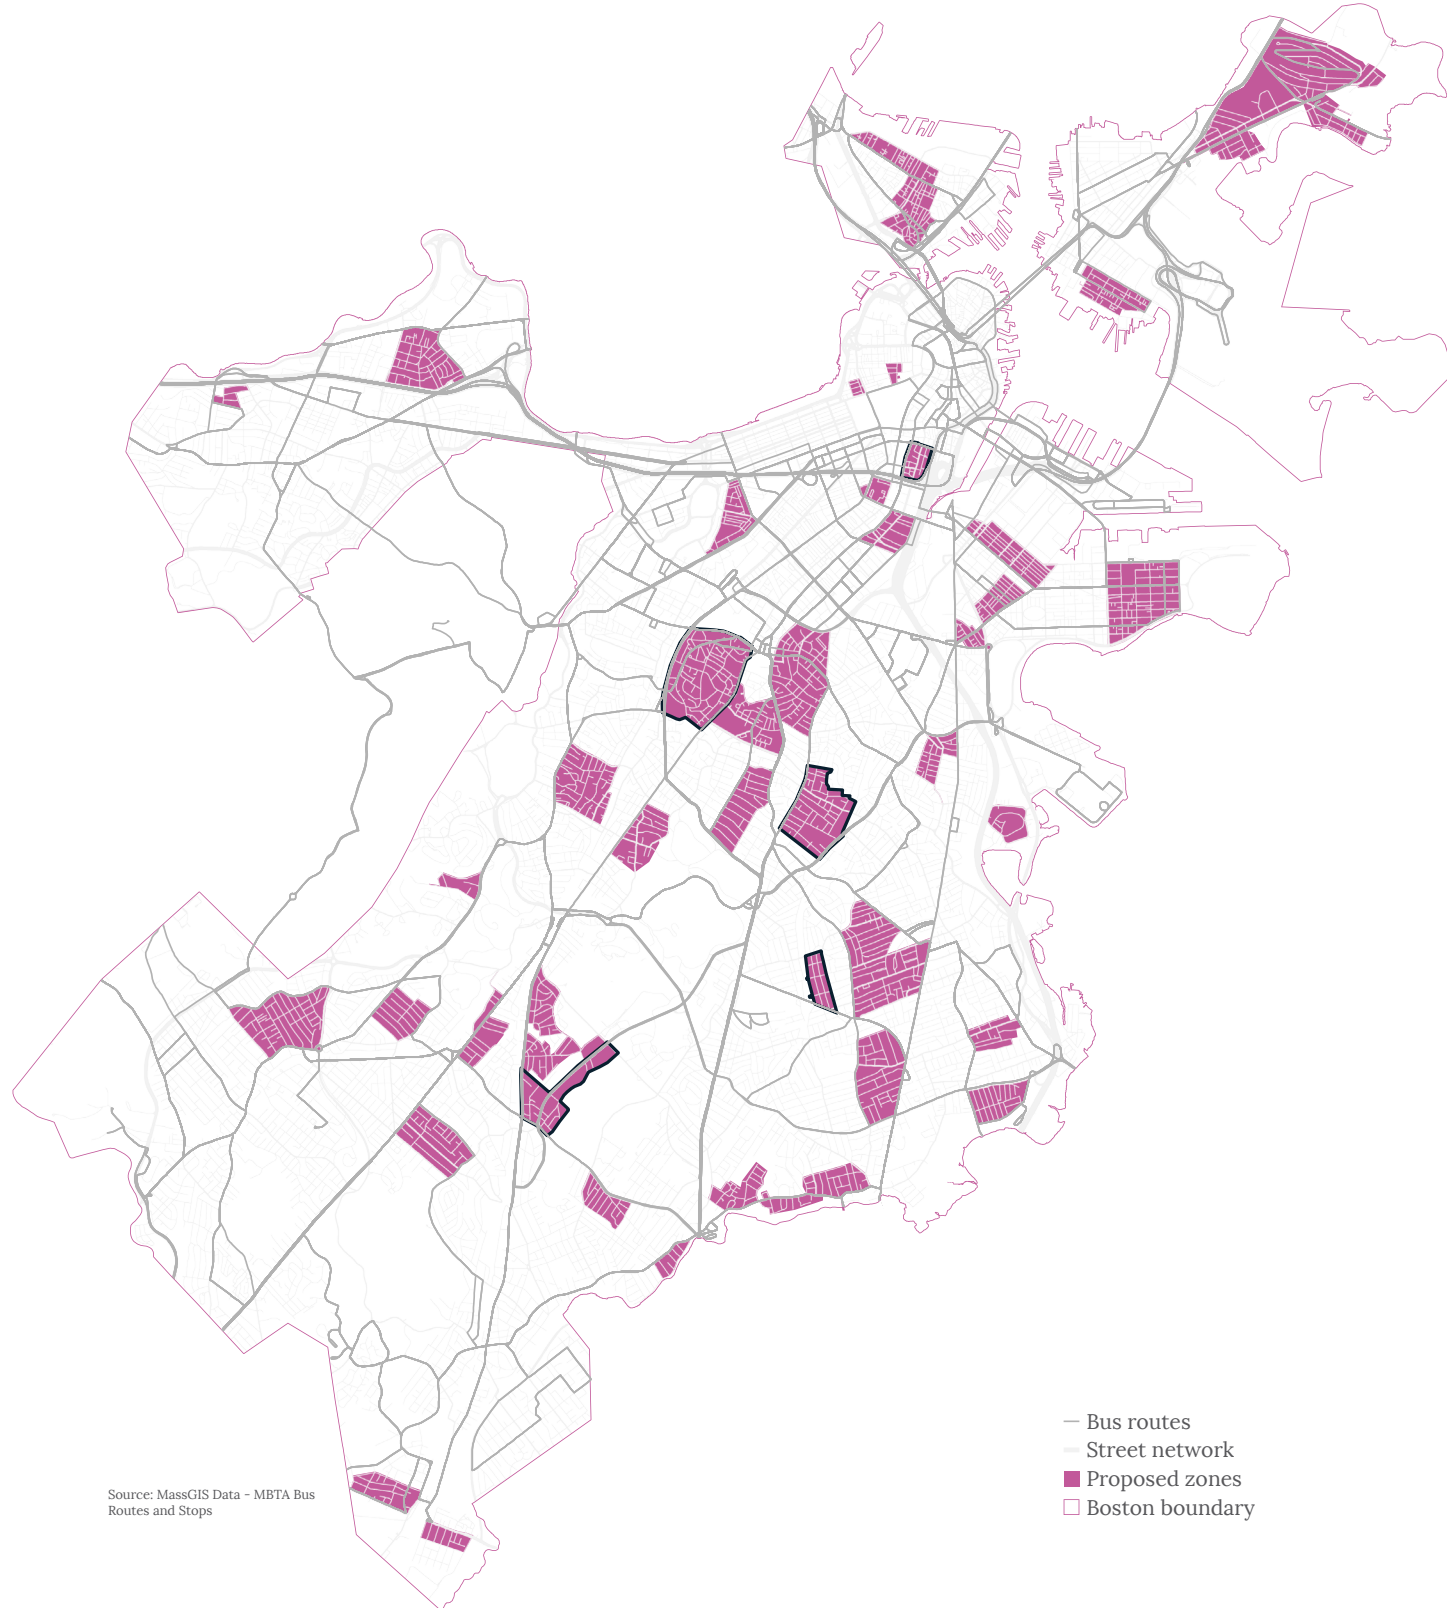 Bus routes
Street network
Proposed zones
Boston boundary
Source: MassGIS Data - MBTA Bus
Routes and Stops